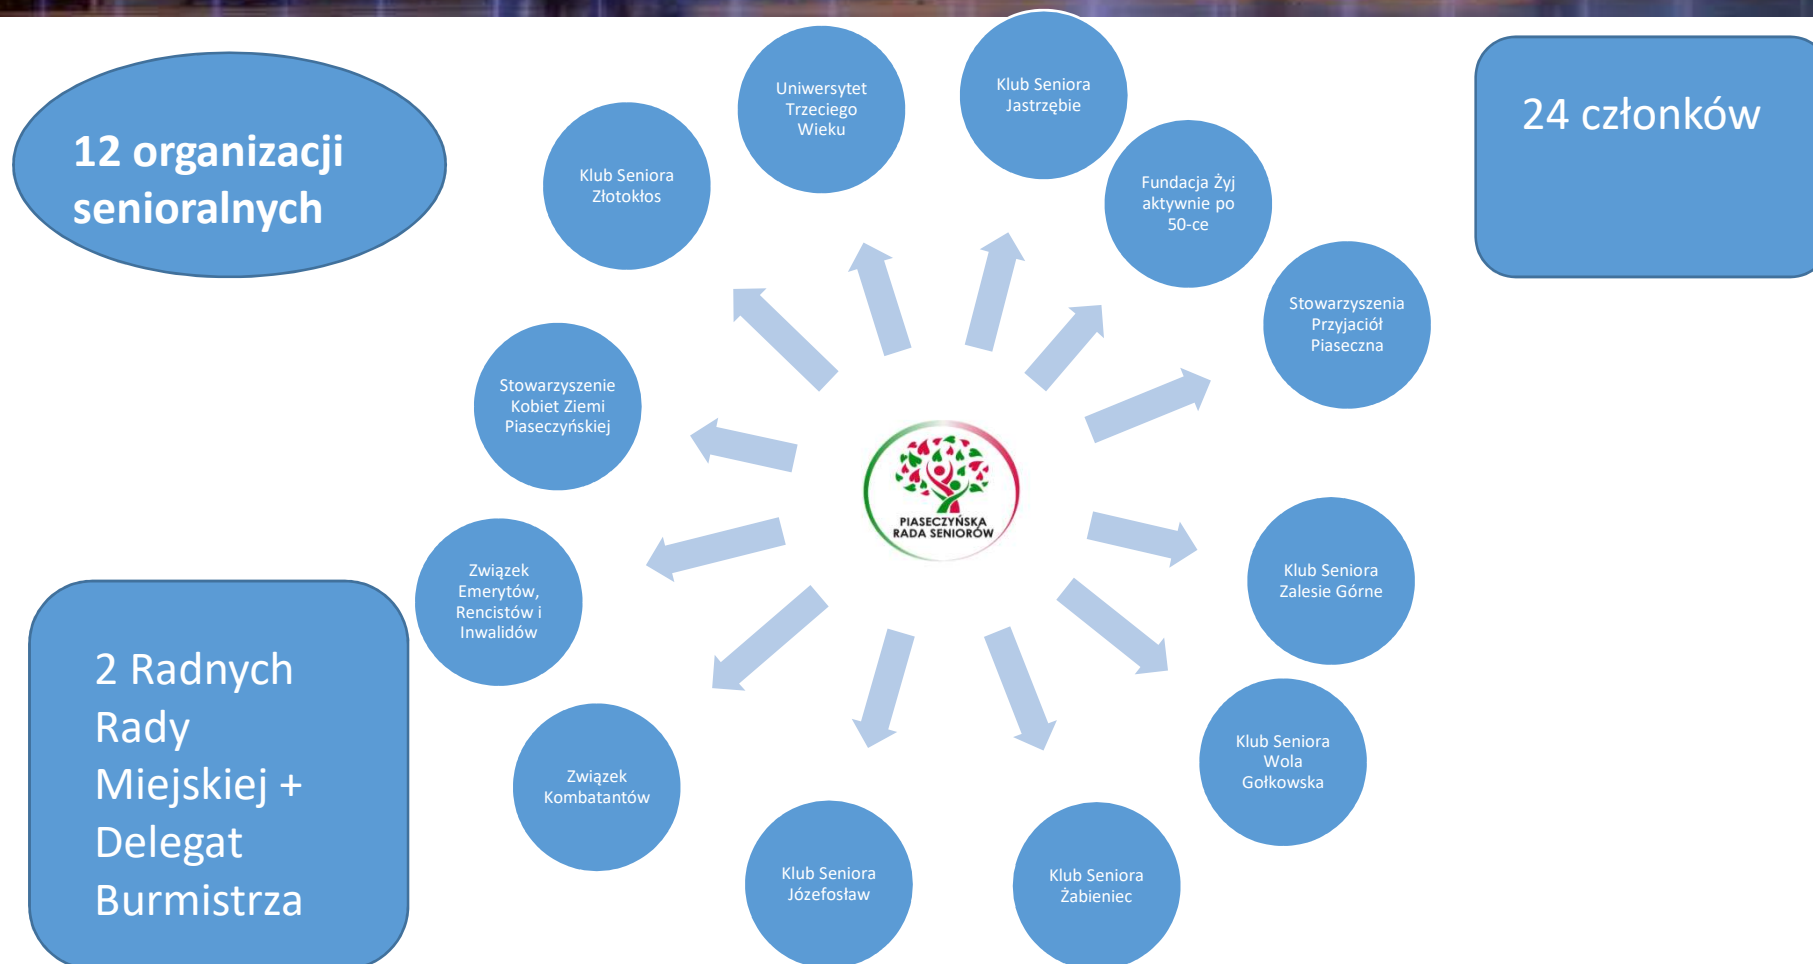 12 organizacji
senioralnych
24 członków
2 Radnych
Rady
Miejskiej +
Delegat
Burmistrza
Uniwersytet
Trzeciego
Wieku
Klub Seniora
Jastrzębie
Fundacja Żyj
aktywnie po
50-ce
Stowarzyszenia
Przyjaciół
Piaseczna
Klub Seniora
Zalesie Górne
Klub Seniora
Wola
Gołkowska
Klub Seniora
Żabieniec
Klub Seniora
Józefosław
Związek
Kombatantów
Związek
Emerytów,
Rencistów i
Inwalidów
Stowarzyszenie
Kobiet Ziemi
Piaseczyńskiej
Klub Seniora
Złotokłos
PIASECZYŃSKA
RADA SENIORÓW